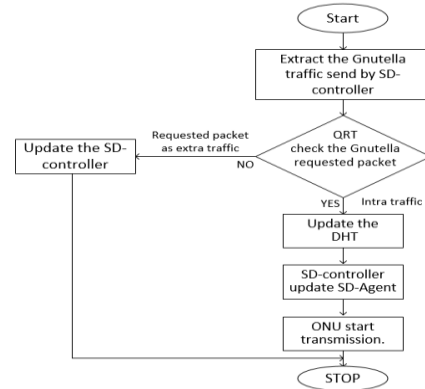 Start
Extract the Gnutella
traffic send by SD-
controller
QRT
check the Gnutella
requested packet
Requested packet
as extra traffic
NO
Update the SD-
controller
YES
Intra traffic
Update the
DHT
SD-controller
update SD-Agent
ONU start
transmission.
STOP